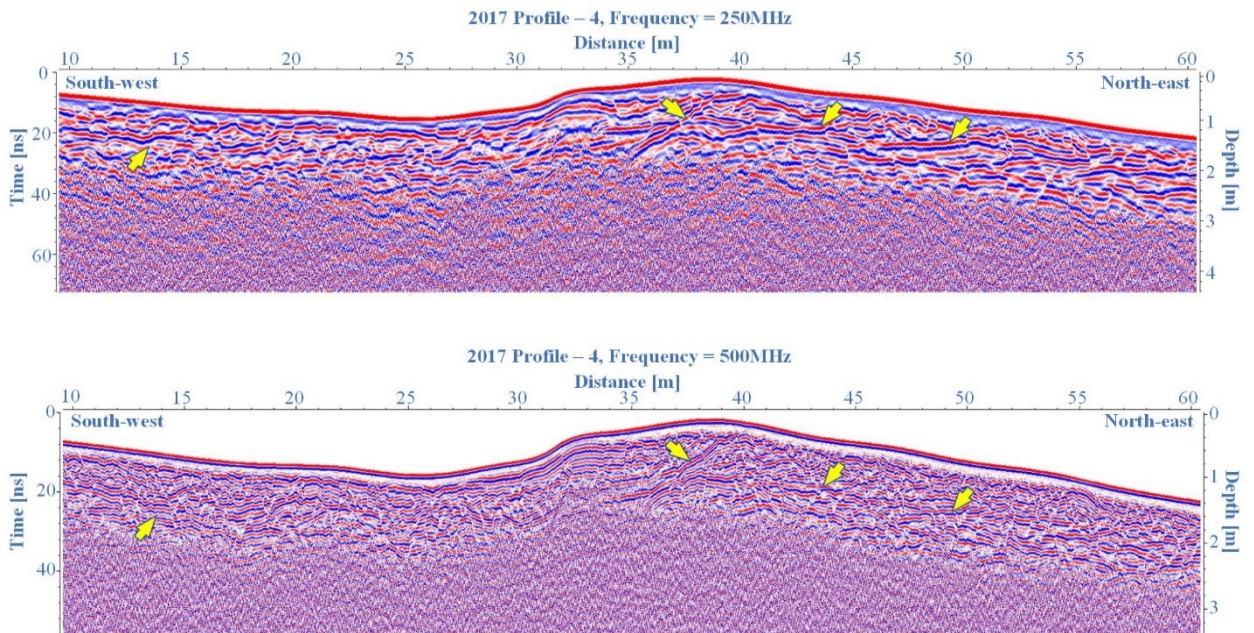 2017 Profile – 4, Frequency = 250MHz
Distance [m]
10 15 20 25 30 35 40 45 50 55 60
South-west North-east
Time [ns]
0
20
40
60
Depth [m]
0
1
2
3
4
2017 Profile – 4, Frequency = 500MHz
Distance [m]
10 15 20 25 30 35 40 45 50 55 60
South-west North-east
Time [ns]
0
20
40
Depth [m]
0
1
2
3